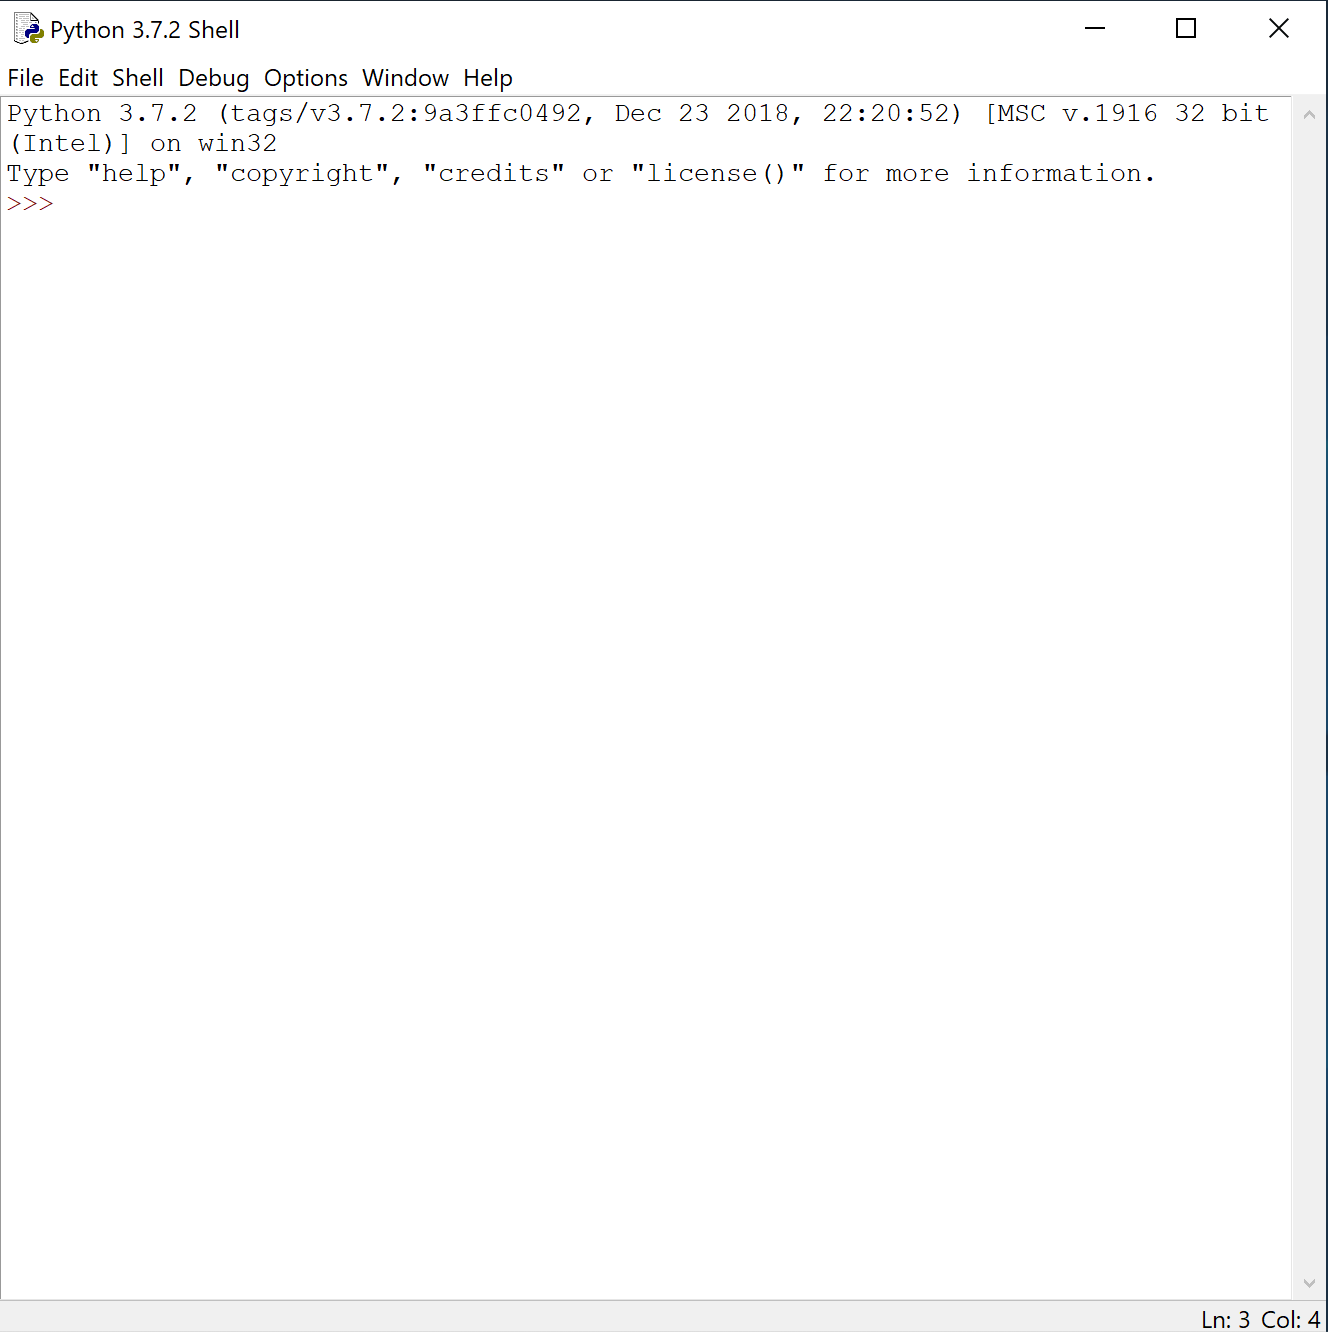 Python 3.7.2 Shell
File Edit Shell Debug Options Window Help
Python 3.7.2 (tags/v3.7.2:9a3ffc0492, Dec 23 2018, 22:20:52) [MSC v.1916 32 bit
(Intel)] on win32
Type "help", "copyright", "credits" or "license()" for more information.
>>>
Ln: 3 Col: 4